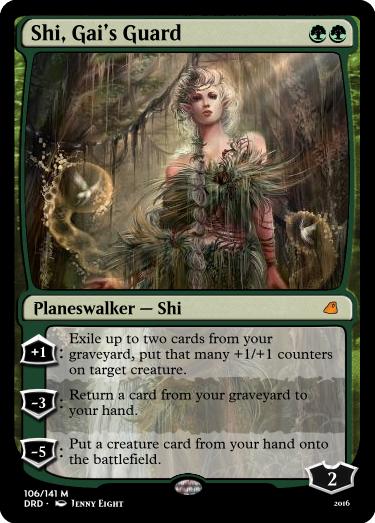 Shi, Gai's Guard
Planeswalker — Shi
+1: Exile up to two cards from your
graveyard, put that many +1/+1 counters
on target creature.
-3: Return a card from your graveyard to
your hand.
-5: Put a creature card from your hand onto
the battlefield.
2
106/141 M
DRD · Jenny Eight
2016